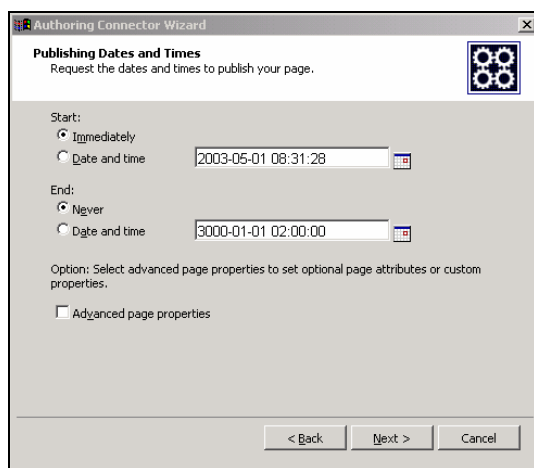 Authoring Connector Wizard
Publishing Dates and Times
Request the dates and times to publish your page.
Start:
Immediately
Date and time 2003-05-01 08:31:28
End:
Never
Date and time 3000-01-01 02:00:00
Option: Select advanced page properties to set optional page attributes or custom
properties.
Advanced page properties
< Back Next > Cancel